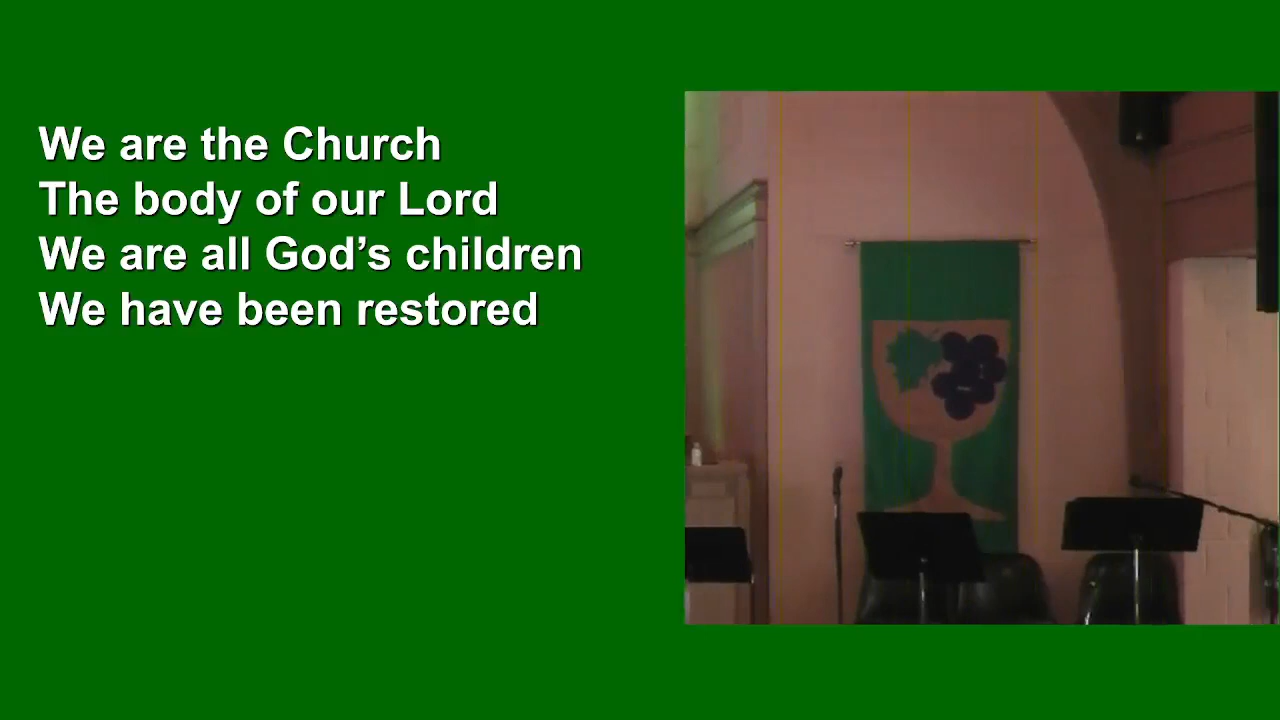 We are the Church
The body of our Lord
We are all God’s children
We have been restored